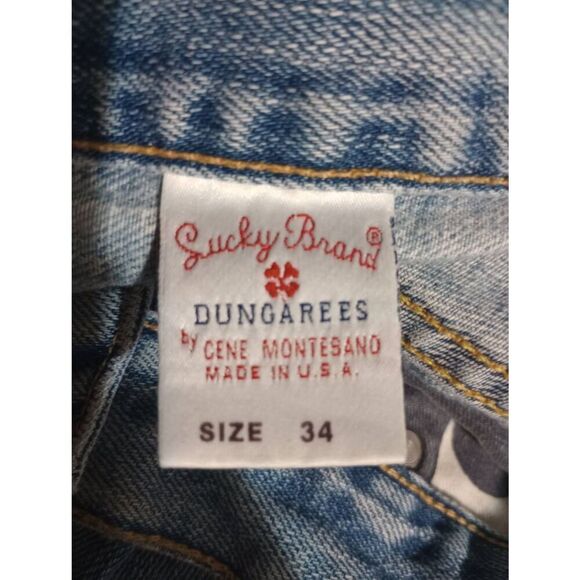 Lucky Brand®
DUNGAREES
by GENE MONTESANO
MADE IN U.S.A.
SIZE 34